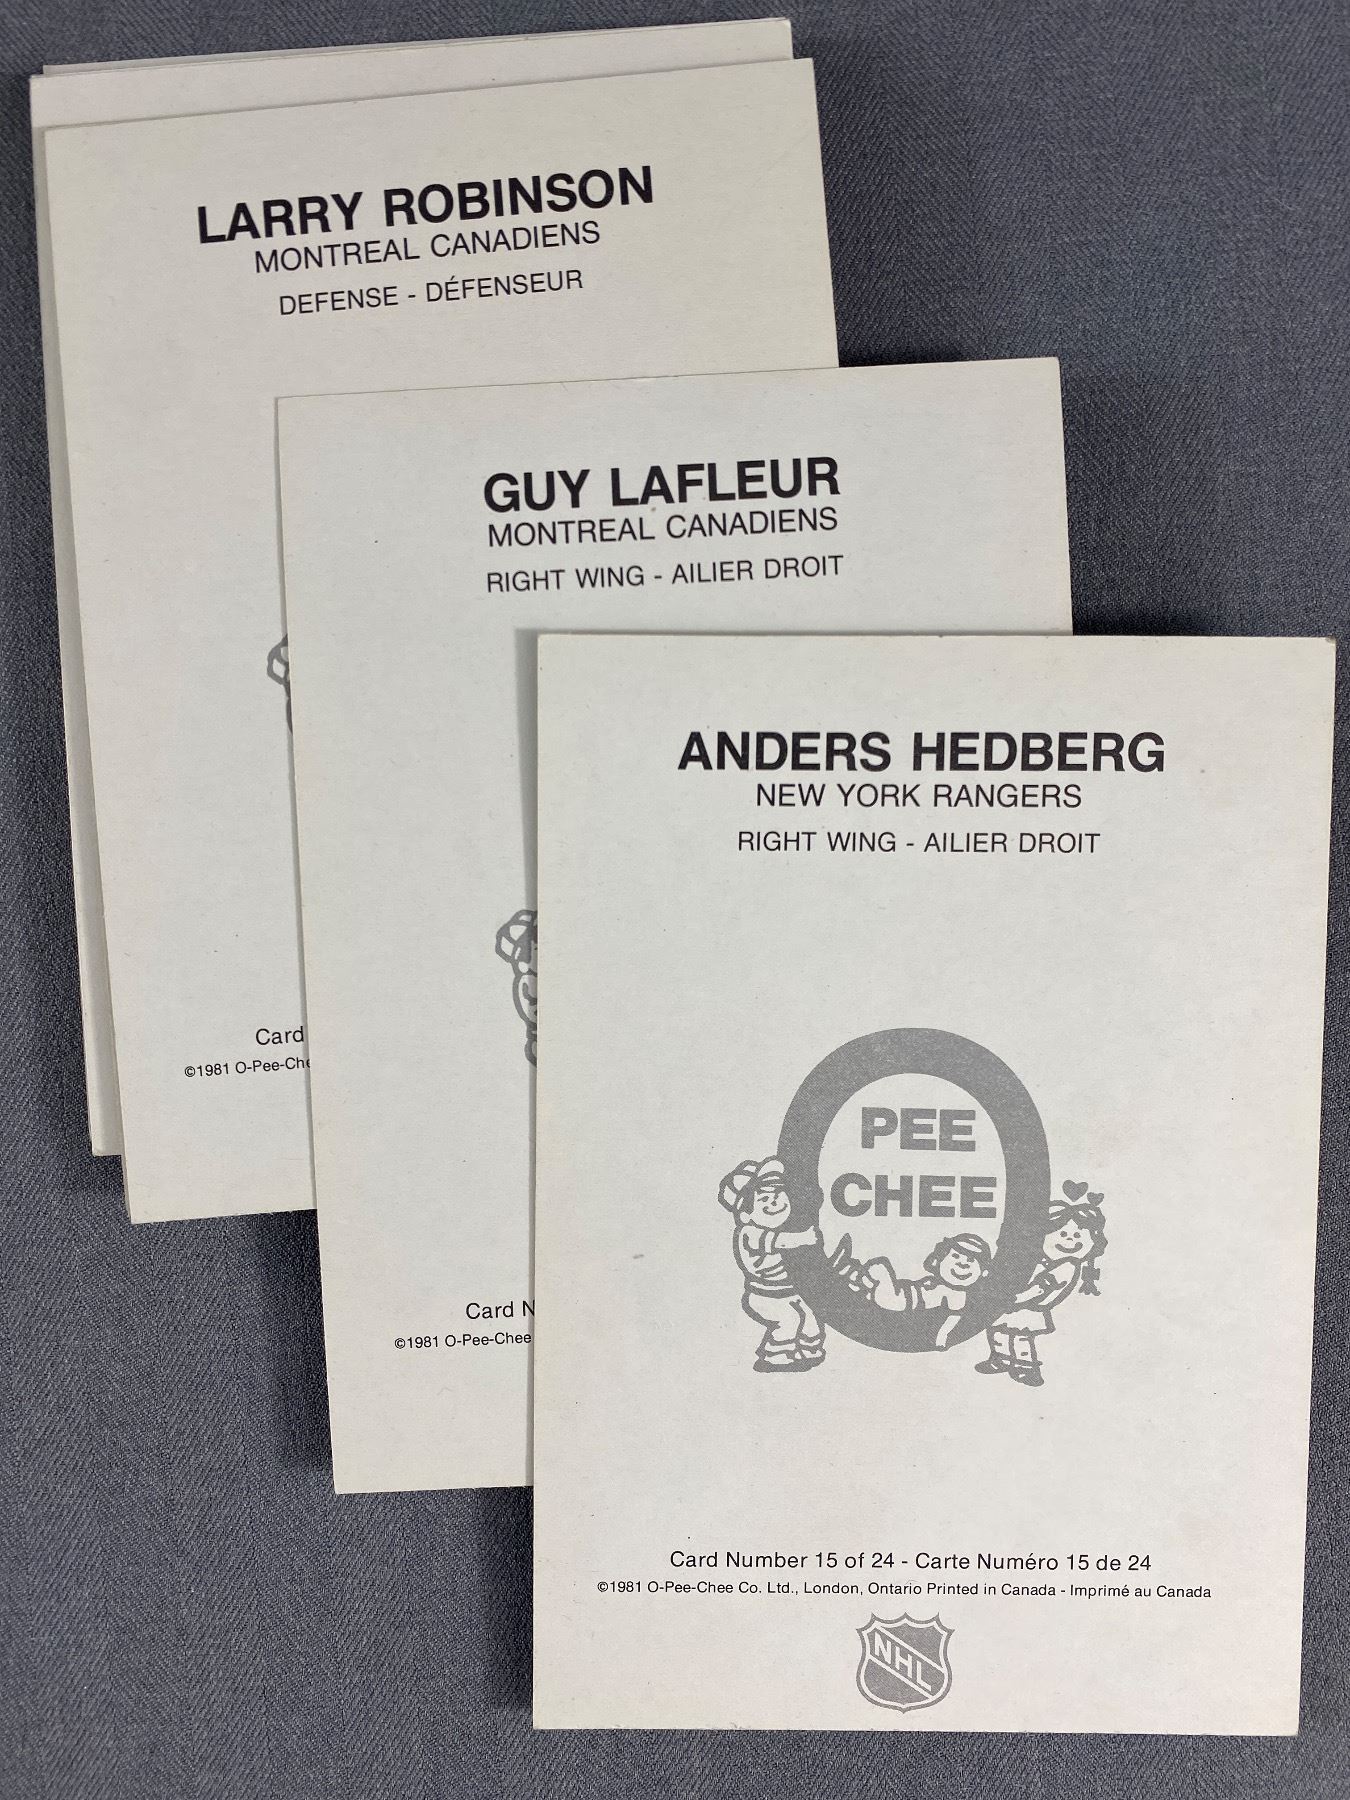 LARRY ROBINSON
MONTREAL CANADIENS
DEFENSE - DÉFENSEUR
Card
©1981 O-Pee-Che
GUY LAFLEUR
MONTREAL CANADIENS
RIGHT WING - AILIER DROIT
Card N
©1981 O-Pee-Chee
ANDERS HEDBERG
NEW YORK RANGERS
RIGHT WING - AILIER DROIT
O
PEE
CHEE
Card Number 15 of 24 - Carte Numéro 15 de 24
©1981 O-Pee-Chee Co. Ltd., London, Ontario Printed in Canada - Imprimé au Canada
NHL